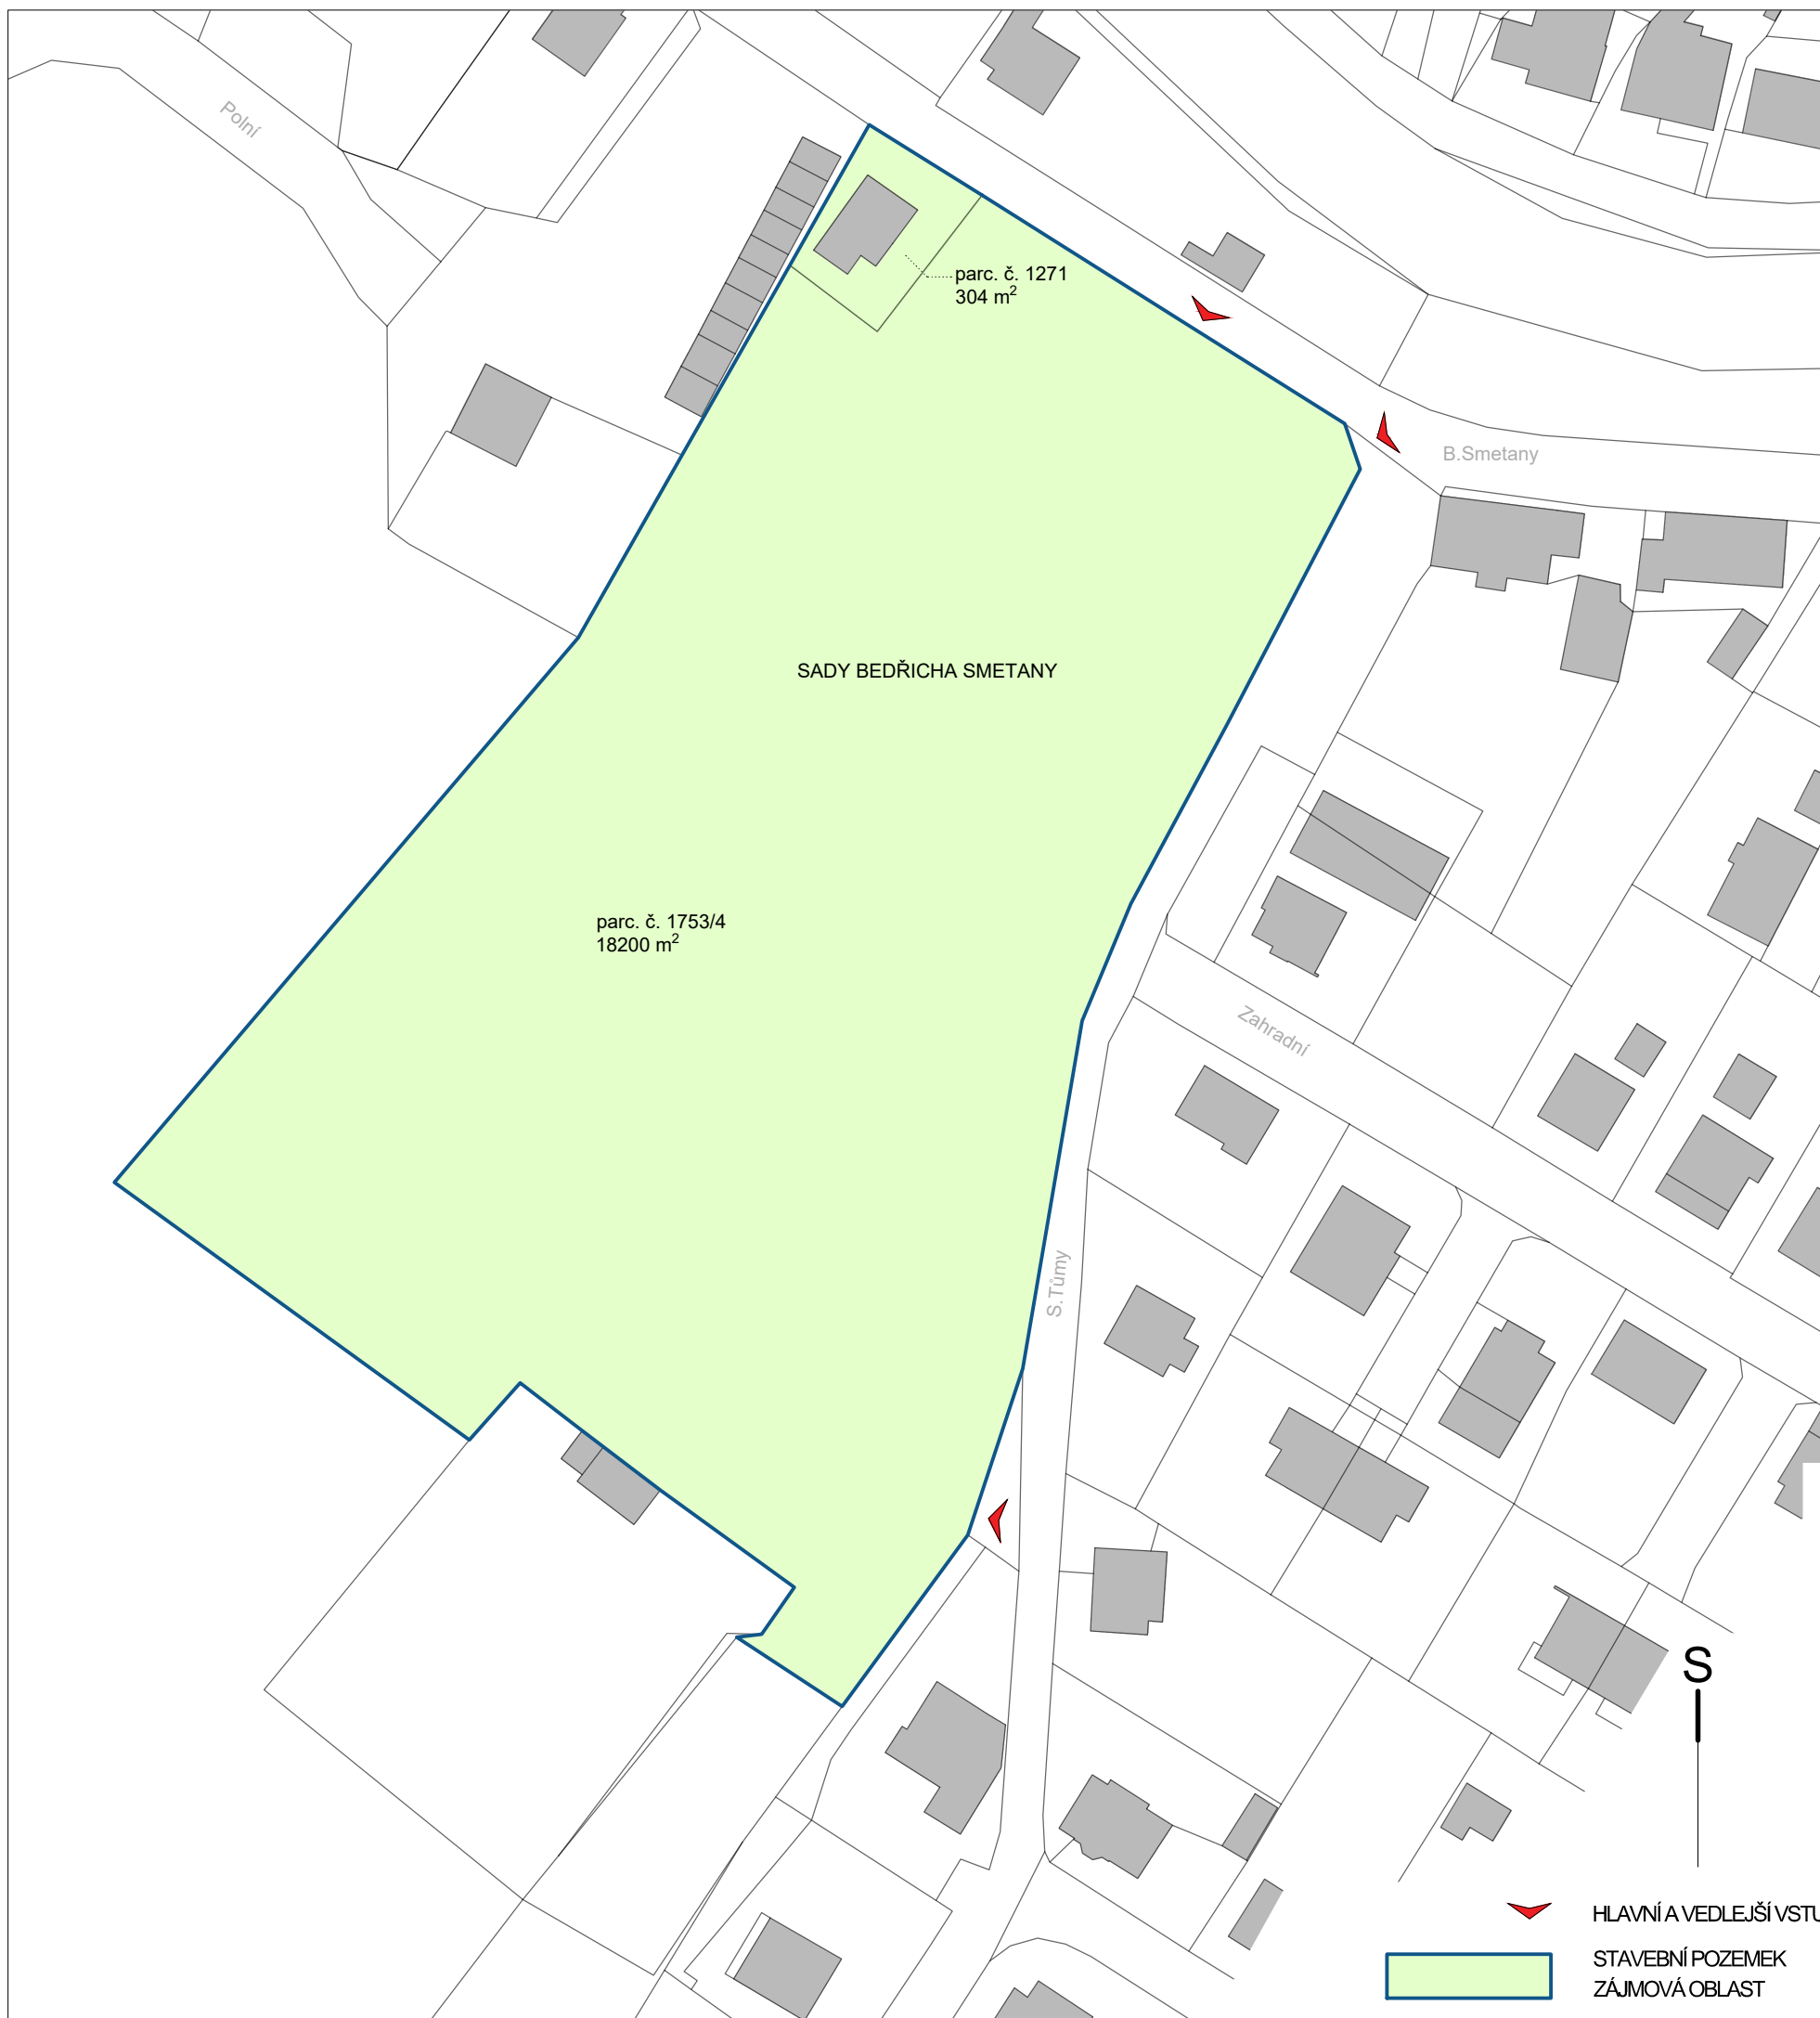 Polní
parc. č. 1271
304 m²
B.Smetany
SADY BEDŘICHA SMETANY
parc. č. 1753/4
18200 m²
Zahradní
S.Tůmy
S
HLAVNÍ A VEDLEJŠÍ
STAVEBNÍ POZEMEK
ZÁJMOVÁ OBLAST